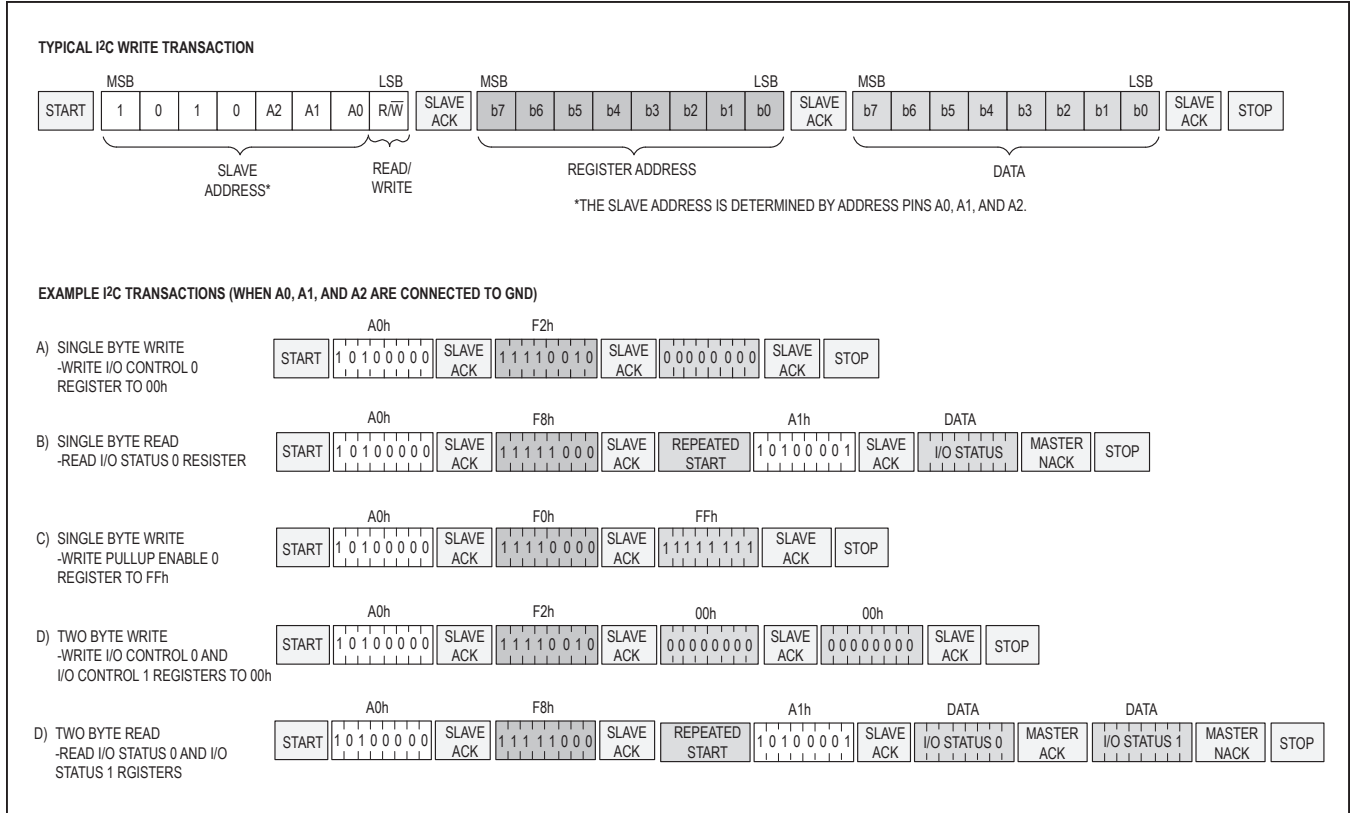 TYPICAL I2C WRITE TRANSACTION
MSB LSB MSB LSB MSB LSB
START 1 0 1 0 A2 A1 A0 R/W̅ SLAVE ACK b7 b6 b5 b4 b3 b2 b1 b0 SLAVE ACK b7 b6 b5 b4 b3 b2 b1 b0 SLAVE ACK STOP
SLAVE ADDRESS* READ/WRITE REGISTER ADDRESS DATA
*THE SLAVE ADDRESS IS DETERMINED BY ADDRESS PINS A0, A1, AND A2.
EXAMPLE I2C TRANSACTIONS (WHEN A0, A1, AND A2 ARE CONNECTED TO GND)
A0h F2h
A) SINGLE BYTE WRITE
-WRITE I/O CONTROL 0
REGISTER TO 00h
START 1 0 1 0 0 0 0 0 SLAVE ACK 1 1 1 1 0 0 1 0 SLAVE ACK 0 0 0 0 0 0 0 0 SLAVE ACK STOP
A0h F8h A1h DATA
B) SINGLE BYTE READ
-READ I/O STATUS 0 RESISTER
START 1 0 1 0 0 0 0 0 SLAVE ACK 1 1 1 1 1 0 0 0 SLAVE ACK REPEATED START 1 0 1 0 0 0 0 1 SLAVE ACK I/O STATUS MASTER NACK STOP
A0h F0h FFh
C) SINGLE BYTE WRITE
-WRITE PULLUP ENABLE 0
REGISTER TO FFh
START 1 0 1 0 0 0 0 0 SLAVE ACK 1 1 1 1 0 0 0 0 SLAVE ACK 1 1 1 1 1 1 1 1 SLAVE ACK STOP
A0h F2h 00h 00h
D) TWO BYTE WRITE
-WRITE I/O CONTROL 0 AND
I/O CONTROL 1 REGISTERS TO 00h
START 1 0 1 0 0 0 0 0 SLAVE ACK 1 1 1 1 0 0 1 0 SLAVE ACK 0 0 0 0 0 0 0 0 SLAVE ACK 0 0 0 0 0 0 0 0 SLAVE ACK STOP
A0h F8h A1h DATA DATA
D) TWO BYTE READ
-READ I/O STATUS 0 AND I/O
STATUS 1 RGISTERS
START 1 0 1 0 0 0 0 0 SLAVE ACK 1 1 1 1 1 0 0 0 SLAVE ACK REPEATED START 1 0 1 0 0 0 0 1 SLAVE ACK I/O STATUS 0 MASTER ACK I/O STATUS 1 MASTER NACK STOP